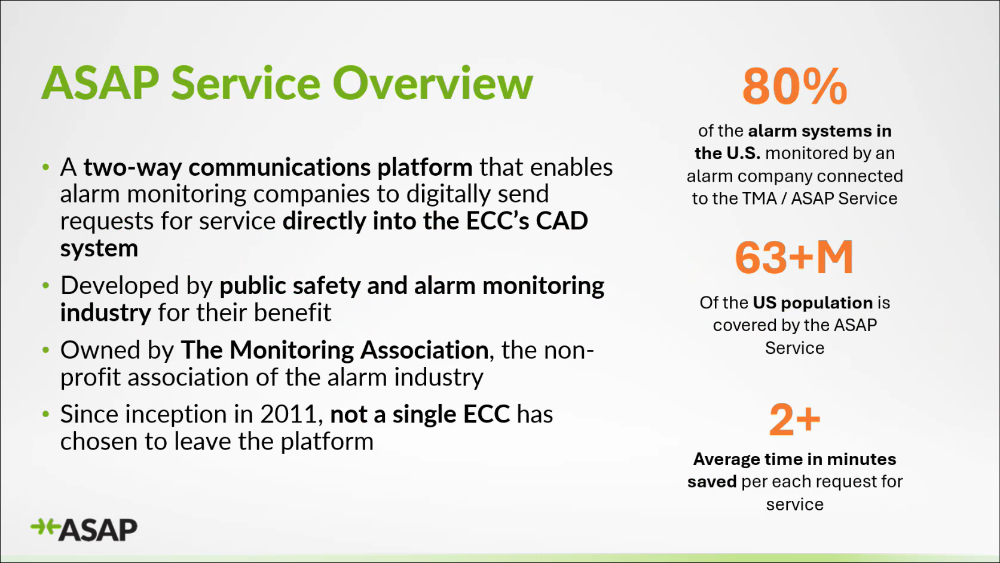 ASAP Service Overview
• A two-way communications platform that enables
alarm monitoring companies to digitally send
requests for service directly into the ECC’s CAD
system
• Developed by public safety and alarm monitoring
industry for their benefit
• Owned by The Monitoring Association, the non-
profit association of the alarm industry
• Since inception in 2011, not a single ECC has
chosen to leave the platform
80%
of the alarm systems in
the U.S. monitored by an
alarm company connected
to the TMA / ASAP Service
63+M
Of the US population is
covered by the ASAP
Service
2+
Average time in minutes
saved per each request for
service
ASAP